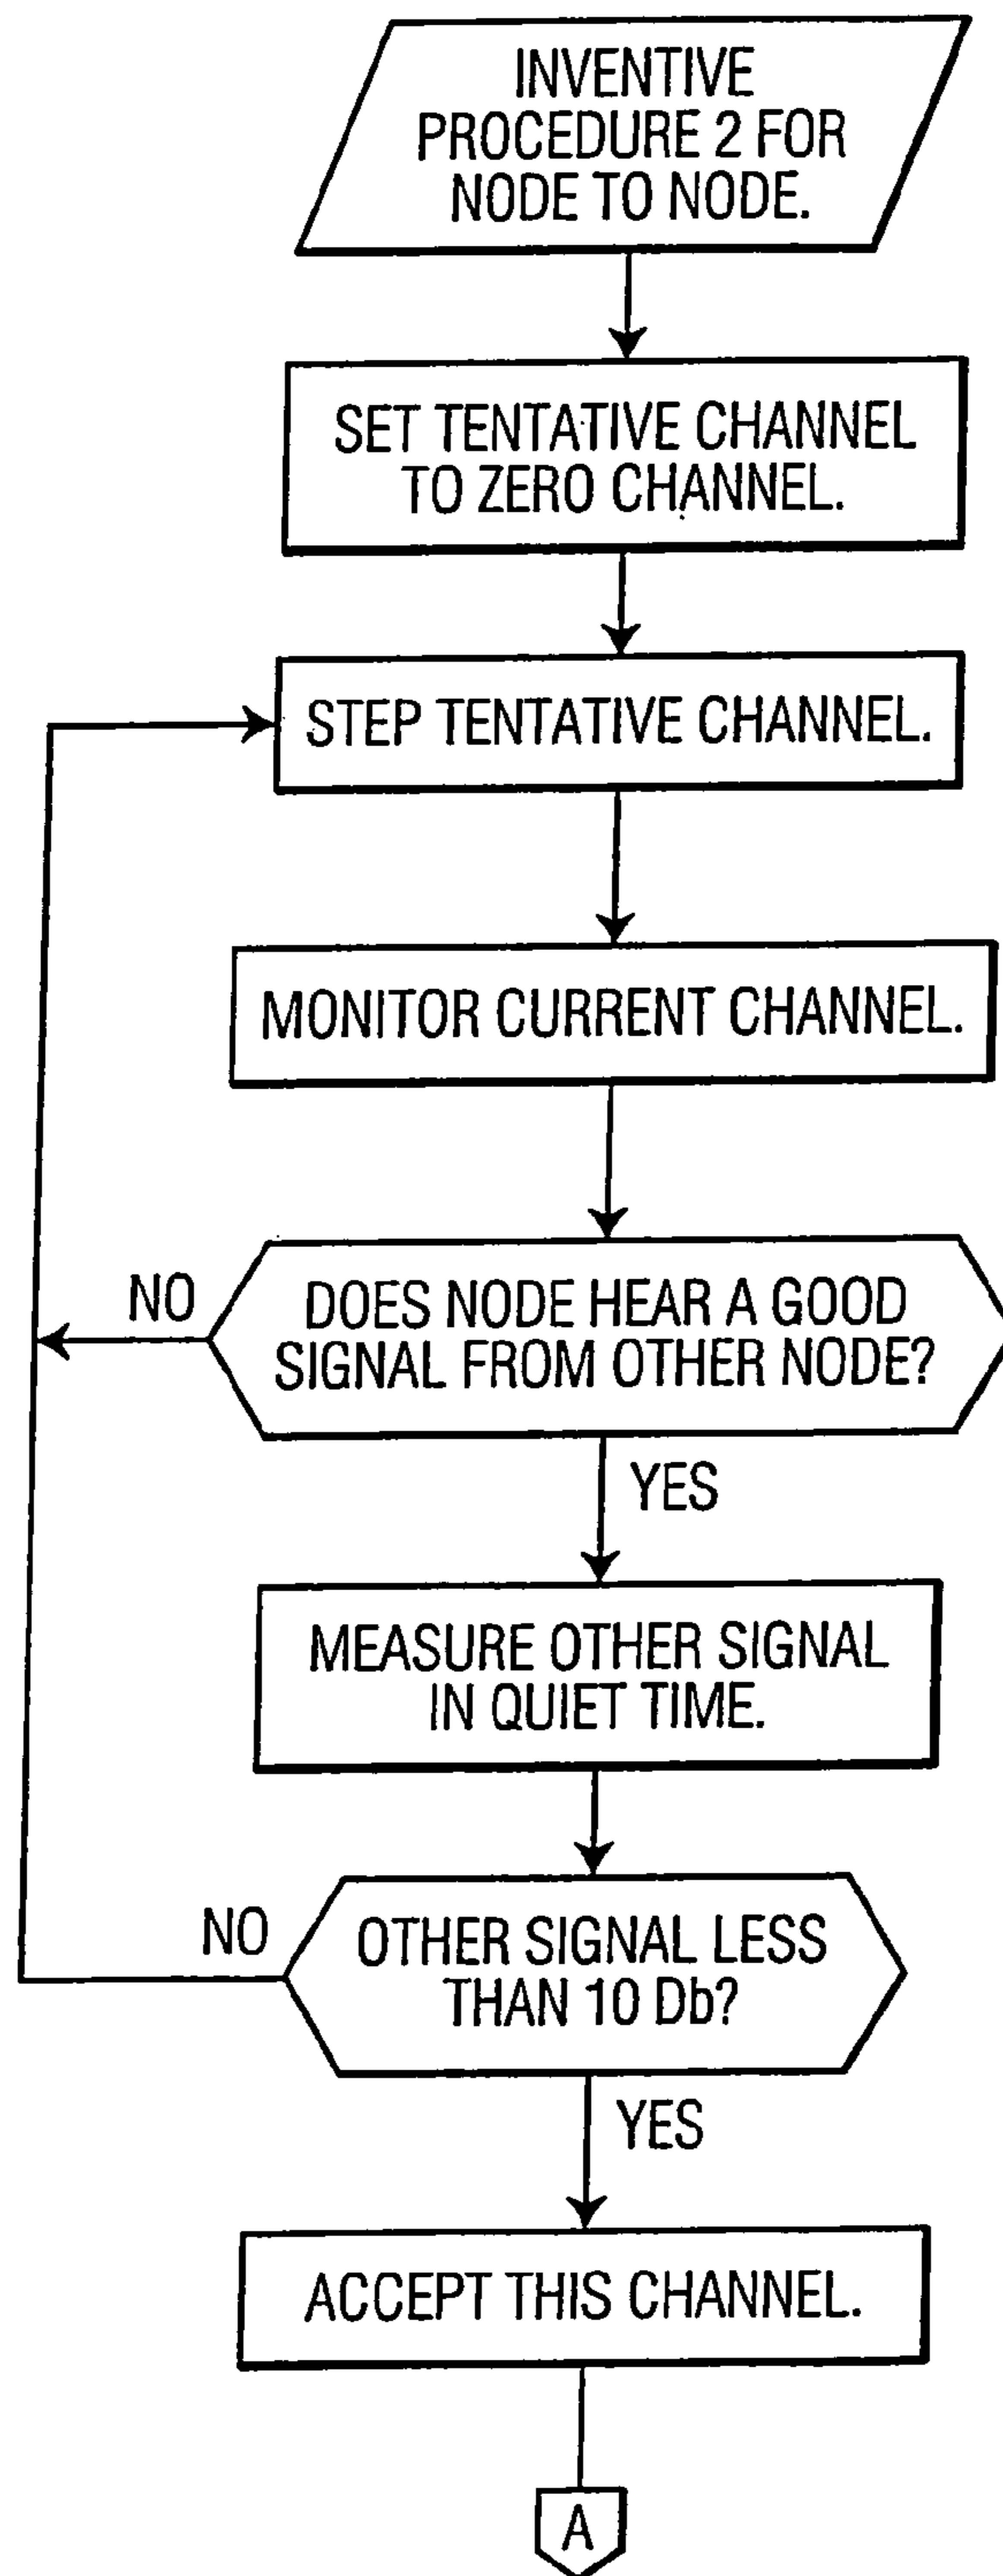 INVENTIVE
PROCEDURE 2 FOR
NODE TO NODE.
SET TENTATIVE CHANNEL
TO ZERO CHANNEL.
STEP TENTATIVE CHANNEL.
MONITOR CURRENT CHANNEL.
NO
DOES NODE HEAR A GOOD
SIGNAL FROM OTHER NODE?
YES
MEASURE OTHER SIGNAL
IN QUIET TIME.
NO
OTHER SIGNAL LESS
THAN 10 Db?
YES
ACCEPT THIS CHANNEL.
A